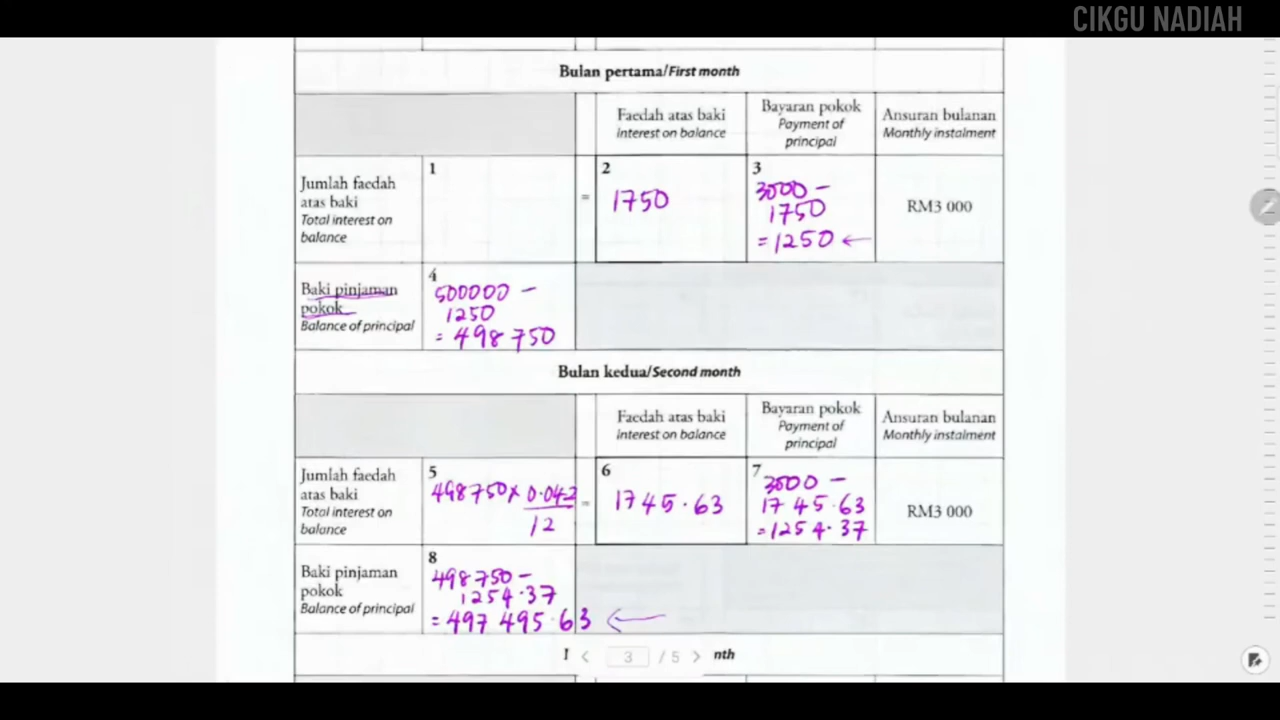 CIKGU NADIAH
Bulan pertama/First month
Faedah atas baki
Interest on balance
Bayaran pokok
Payment of
principal
Ansuran bulanan
Monthly instalment
Jumlah faedah
atas baki
Total interest on
balance
1
=
2
1750
3
3000 -
1750
= 1250 ←
RM3 000
Baki pinjaman
pokok
Balance of principal
4
500000 -
1250
= 498 750
Bulan kedua/Second month
Faedah atas baki
Interest on balance
Bayaran pokok
Payment of
principal
Ansuran bulanan
Monthly instalment
Jumlah faedah
atas baki
Total interest on
balance
5
498750 × 0.042
12
=
6
1745.63
7
3000 -
1745.63
= 1254.37
RM3 000
Baki pinjaman
pokok
Balance of principal
8
498750 -
1254.37
= 497 495.63 ←
3 / 5
nth